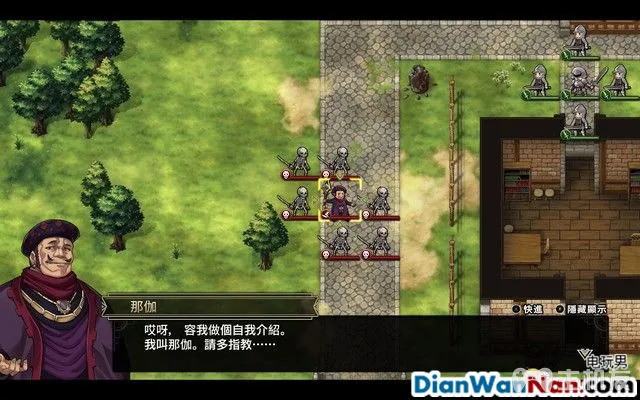 那伽
快進
隱藏顯示
哎呀，容我做個自我介紹。
我叫那伽。請多指教⋯⋯
电玩男
DianWanNan.com